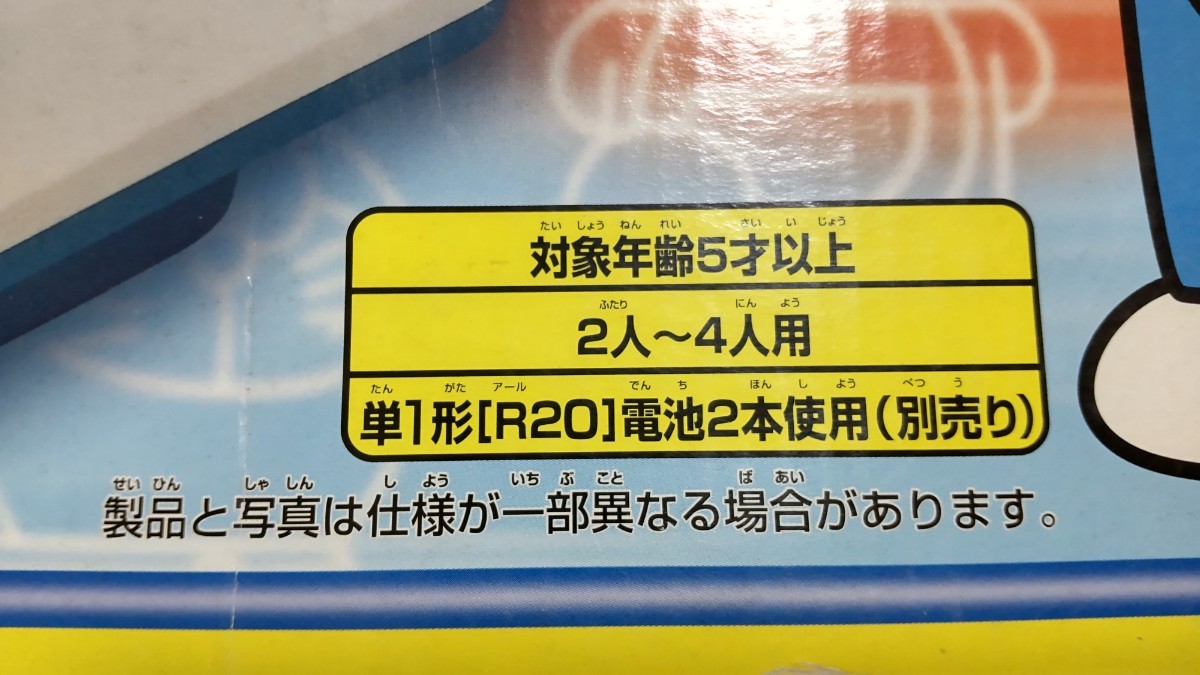 たい しょう ねん れい さい い じょう
対象年齢5才以上
ふたり にん よう
2人～4人用
たん がた アール でん ち ほん し よう べつ う
単1形[R20]電池2本使用(別売り)
せい ひん しゃ しん し よう いち ぶ こと ば あい
製品と写真は仕様が一部異なる場合があります。